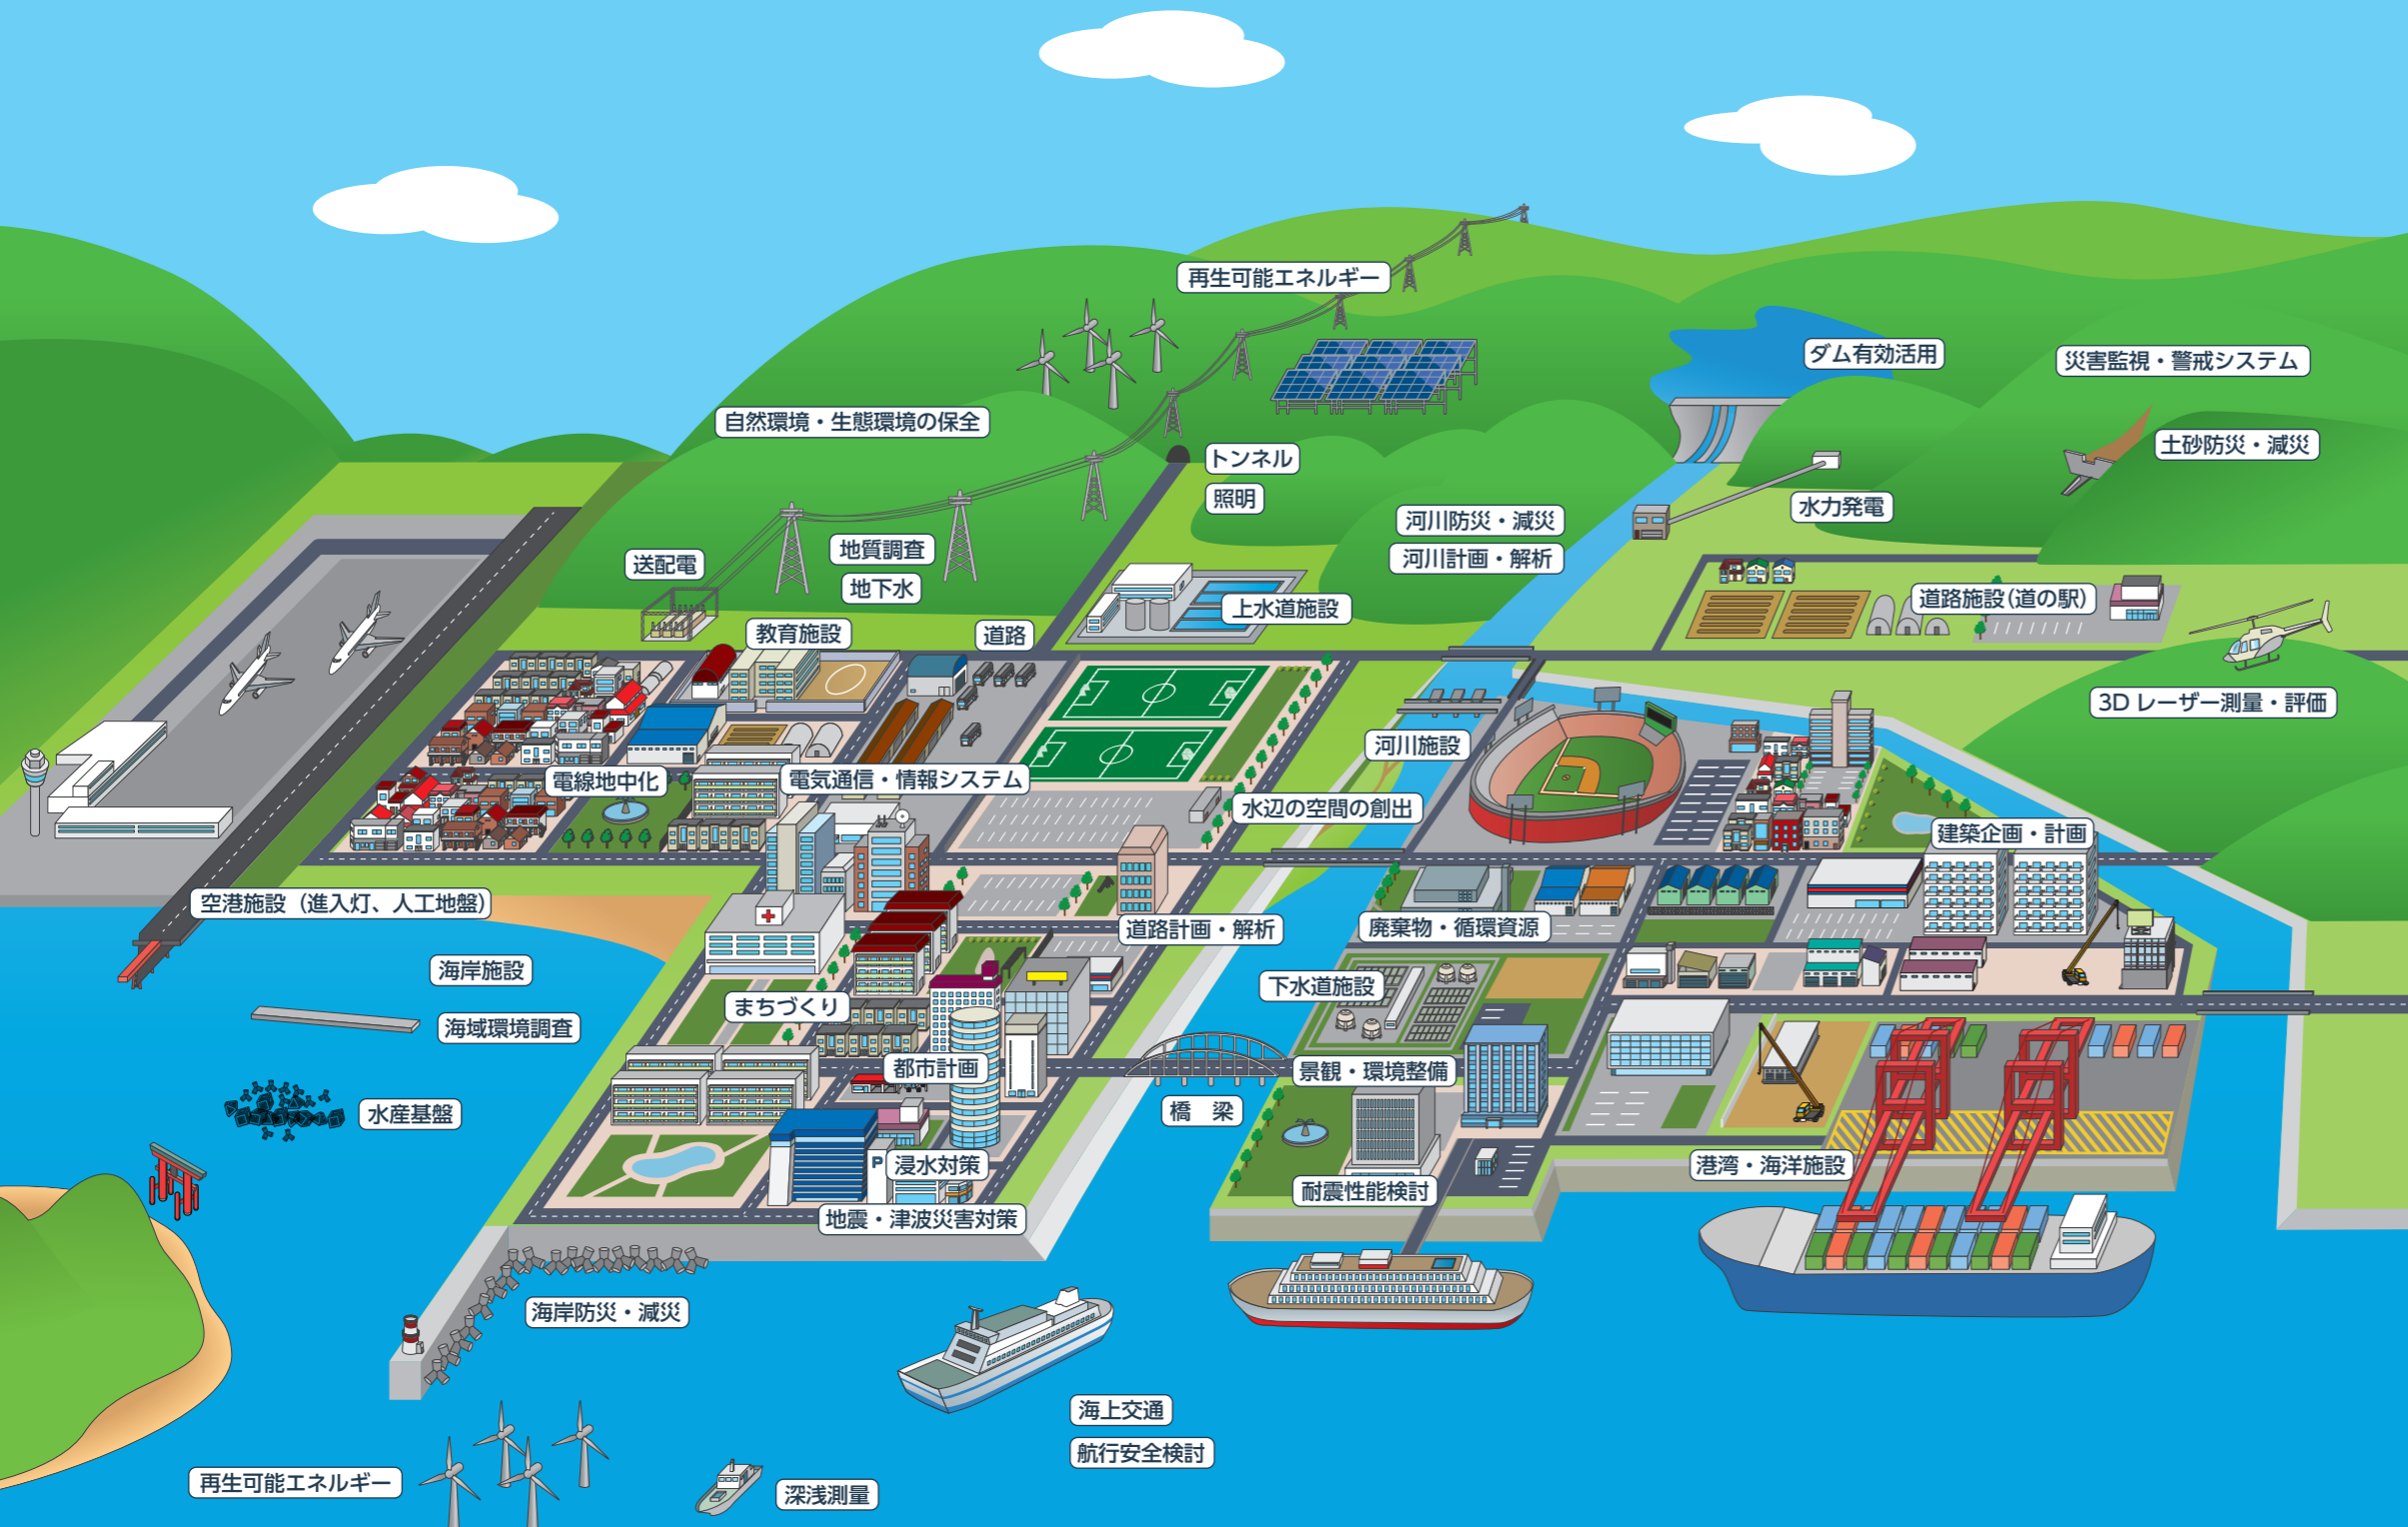 再生可能エネルギー
ダム有効活用
災害監視・警戒システム
自然環境・生態環境の保全
土砂防災・減災
トンネル
照明
水力発電
河川防災・減災
地質調査
河川計画・解析
送配電
地下水
道路施設(道の駅)
上水道施設
教育施設
道路
3D レーザー測量・評価
河川施設
電線地中化
電気通信・情報システム
水辺の空間の創出
建築企画・計画
空港施設（進入灯、人工地盤）
廃棄物・循環資源
道路計画・解析
海岸施設
下水道施設
まちづくり
海域環境調査
都市計画
景観・環境整備
水産基盤
橋　梁
P
浸水対策
港湾・海洋施設
耐震性能検討
地震・津波災害対策
海岸防災・減災
海上交通
航行安全検討
再生可能エネルギー
深浅測量